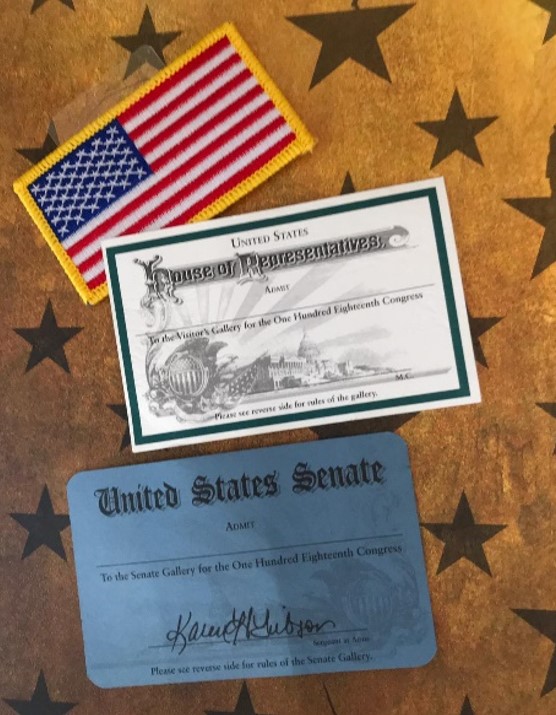 UNITED STATES
House of Representatives.
ADMIT
To the Visitor's Gallery for the One Hundred Eighteenth Congress
M.C.
Please see reverse side for rules of the gallery.
United States Senate
ADMIT
To the Senate Gallery for the One Hundred Eighteenth Congress
Karen H Gibson
Sergeant at Arms
Please see reverse side for rules of the Senate Gallery.